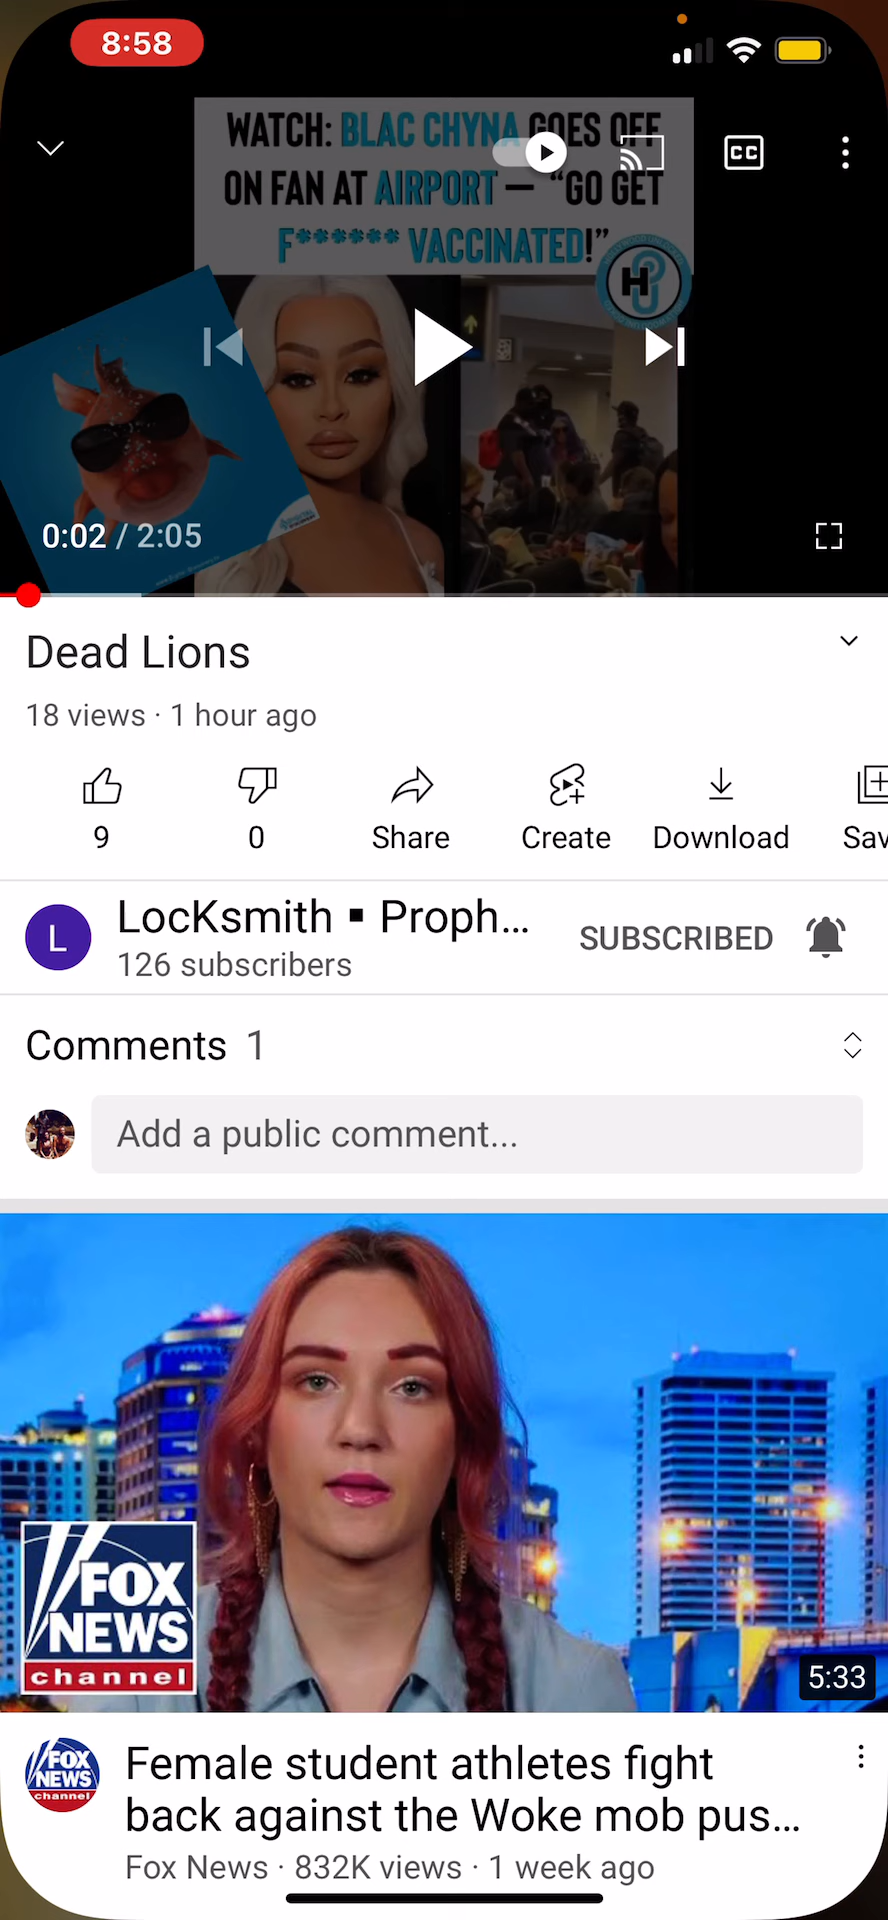 8:58
WATCH: BLAC CHYNA GOES OFF
ON FAN AT AIRPORT — “GO GET
F****** VACCINATED!”
CC
H
0:02 / 2:05
Dead Lions
18 views · 1 hour ago
9
0
Share
Create
Download
Sav
L
LocKsmith ▪ Proph...
126 subscribers
SUBSCRIBED
Comments 1
Add a public comment...
FOX
NEWS
channel
5:33
FOX
NEWS
channel
Female student athletes fight
back against the Woke mob pus...
Fox News · 832K views · 1 week ago